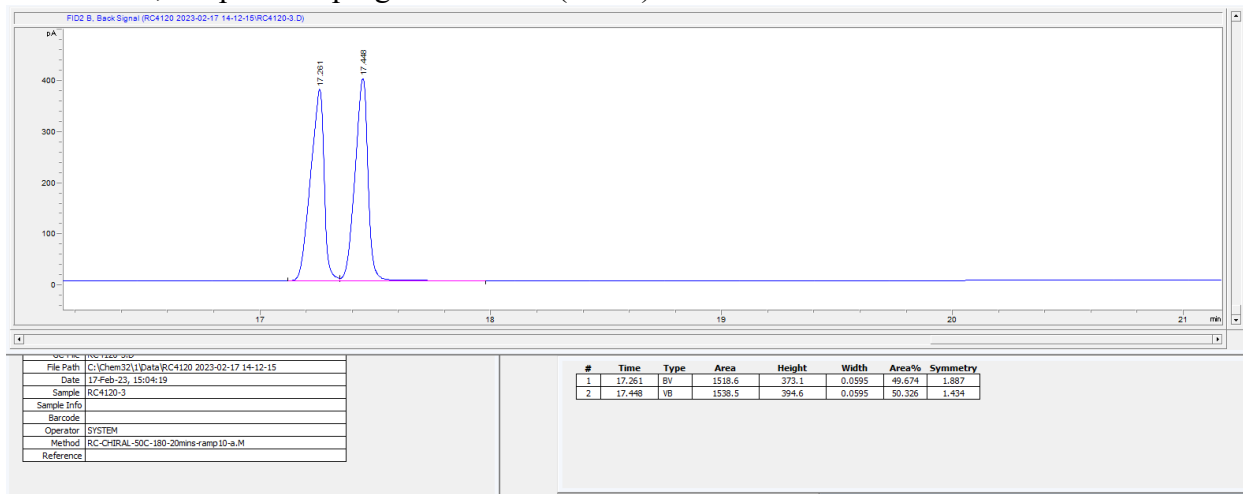 FID2 B, Back Signal (RC4120 2023-02-17 14-12-15\RC4120-3.D)
pA
400
300
200
100
0
17.261
17.448
17 18 19 20 21 min
File Path C:\Chem32\1\Data\RC4120 2023-02-17 14-12-15
Date 17-Feb-23, 15:04:19
Sample RC4120-3
Sample Info
Barcode
Operator SYSTEM
Method RC-CHIRAL-50C-180-20mins-ramp10-a.M
Reference
# Time Type Area Height Width Area% Symmetry
1 17.261 BV 1518.6 373.1 0.0595 49.674 1.887
2 17.448 VB 1538.5 394.6 0.0595 50.326 1.434